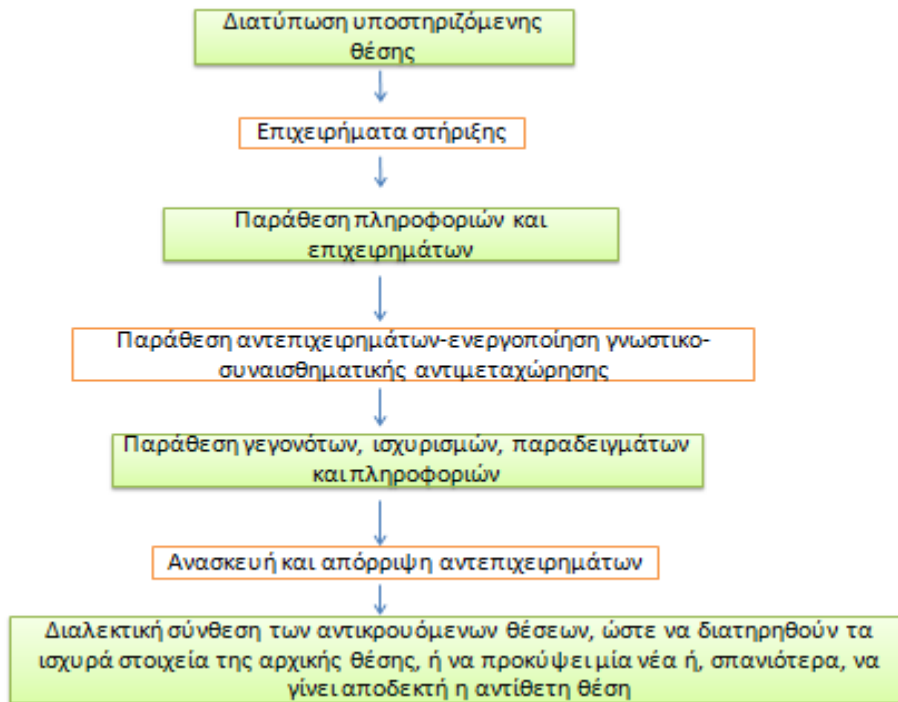 Διατύπωση υποστηριζόμενης
θέσης
Επιχειρήματα στήριξης
Παράθεση πληροφοριών και
επιχειρημάτων
Παράθεση αντεπιχειρημάτων-ενεργοποίηση γνωστικο-
συναισθηματικής αντιμεταχώρησης
Παράθεση γεγονότων, ισχυρισμών, παραδειγμάτων
και πληροφοριών
Ανασκευή και απόρριψη αντεπιχειρημάτων
Διαλεκτική σύνθεση των αντικρουόμενων θέσεων, ώστε να διατηρηθούν τα
ισχυρά στοιχεία της αρχικής θέσης, ή να προκύψει μία νέα ή, σπανιότερα, να
γίνει αποδεκτή η αντίθετη θέση